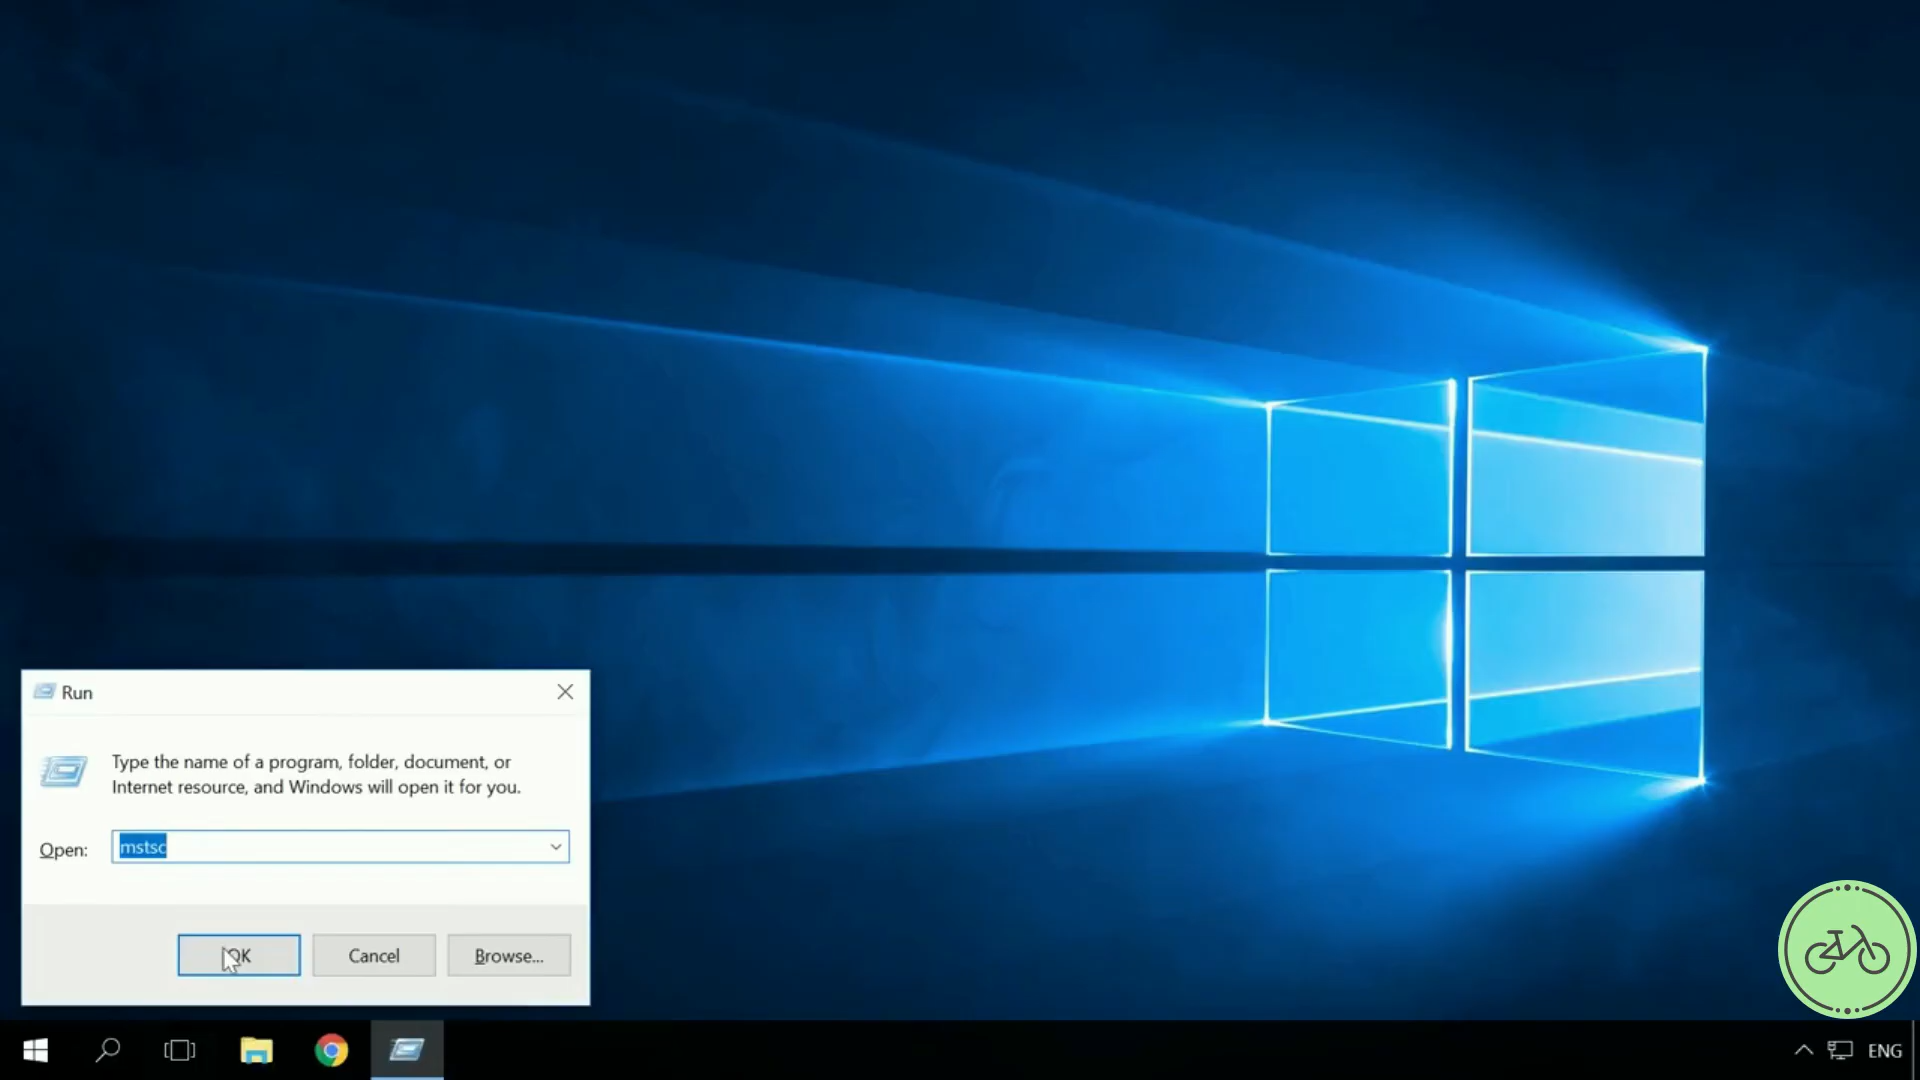 Run
Type the name of a program, folder, document, or
Internet resource, and Windows will open it for you.
Open: mstsc
OK Cancel Browse...
ENG